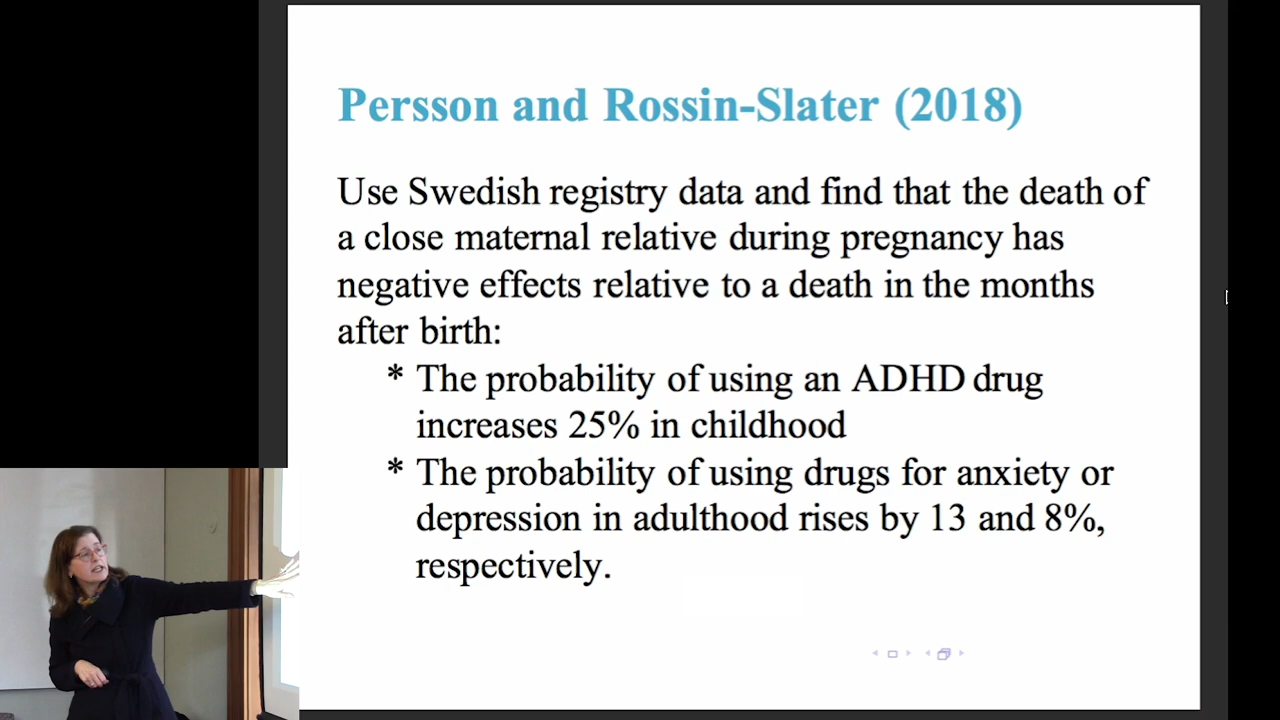 Persson and Rossin-Slater (2018)
Use Swedish registry data and find that the death of
a close maternal relative during pregnancy has
negative effects relative to a death in the months
after birth:
* The probability of using an ADHD drug
increases 25% in childhood
* The probability of using drugs for anxiety or
depression in adulthood rises by 13 and 8%,
respectively.